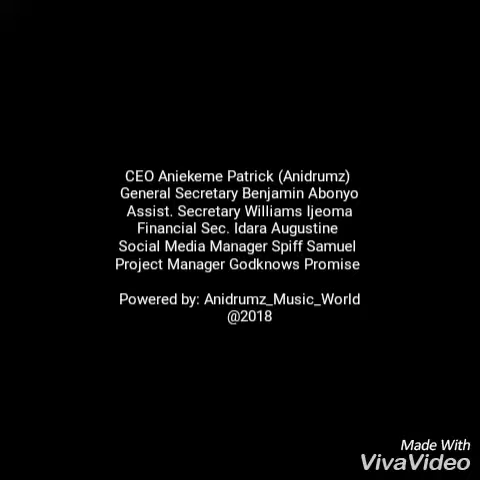 CEO Aniekeme Patrick (Anidrumz)
General Secretary Benjamin Abonyo
Assist. Secretary Williams Ijeoma
Financial Sec. Idara Augustine
Social Media Manager Spiff Samuel
Project Manager Godknows Promise
Powered by: Anidrumz_Music_World
@2018
Made With
VivaVideo